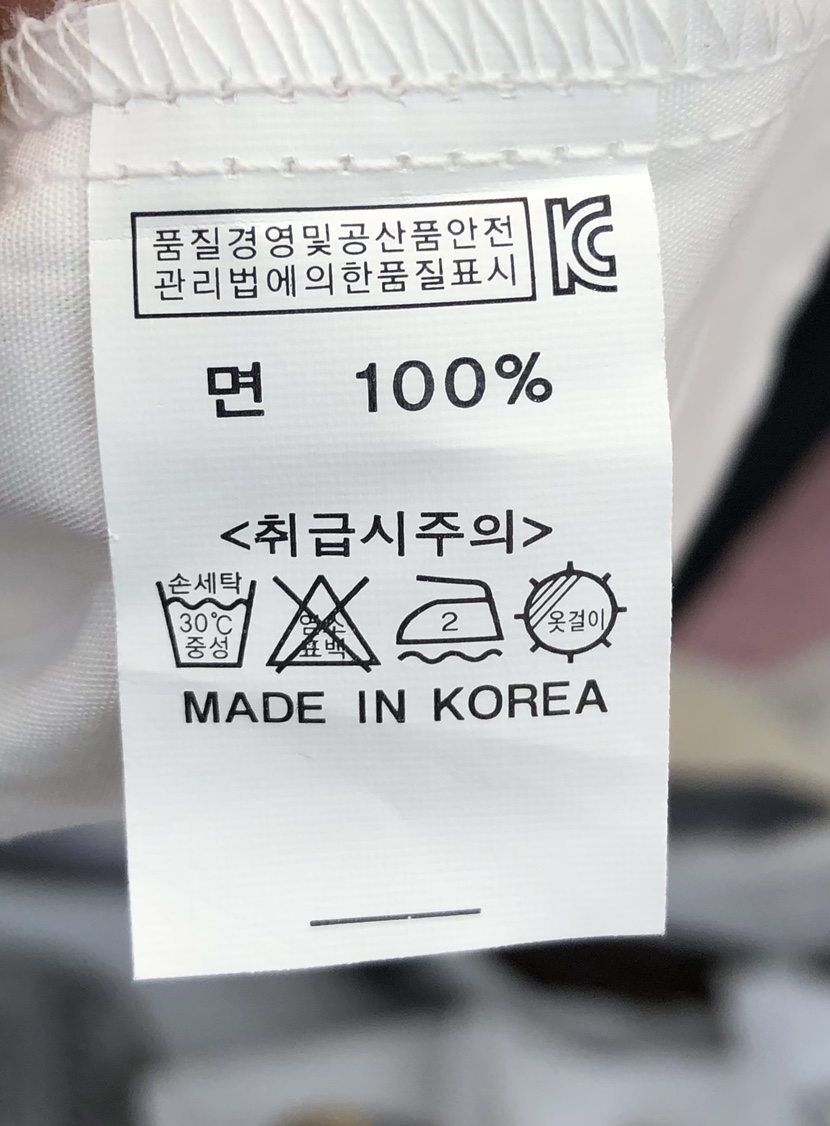 품질경영및공산품안전
관리법에의한품질표시
KC
면 100%
<취급시주의>
손세탁
30℃
중성
염소
표백
2
옷걸이
MADE IN KOREA